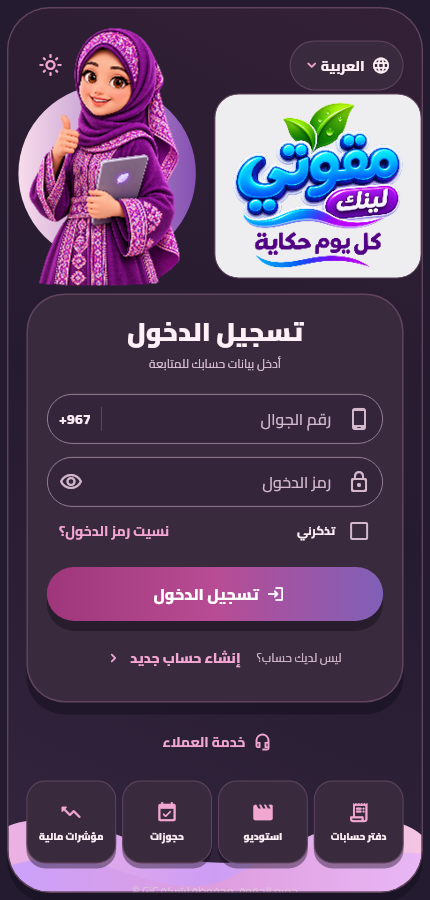 العربية
مقوتي
لينك
كل يوم حكاية
تسجيل الدخول
أدخل بيانات حسابك للمتابعة
رقم الجوال
+967
رمز الدخول
تذكرني
نسيت رمز الدخول؟
تسجيل الدخول
ليس لديك حساب؟ إنشاء حساب جديد
خدمة العملاء
دفتر حسابات
استوديو
حجوزات
مؤشرات مالية